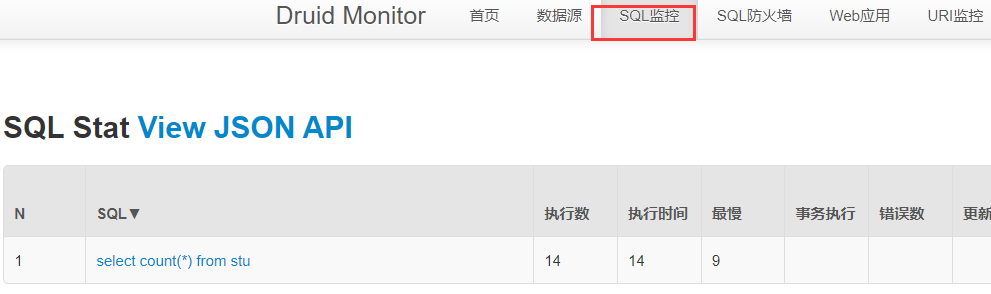 Druid Monitor 首页 数据源 SQL监控 SQL防火墙 Web应用 URI监控
SQL Stat View JSON API
N SQL▼ 执行数 执行时间 最慢 事务执行 错误数 更新
1 select count(*) from stu 14 14 9